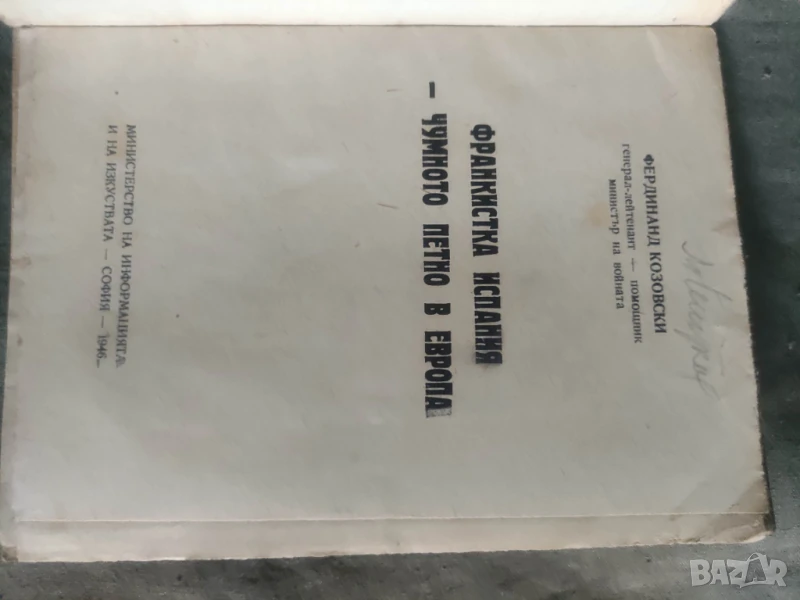 ФЕРДИНАНД КОЗОВСКИ
генерал-лейтенант — помощник
министър на войната
ФРАНКИСТКА ИСПАНИЯ
— ЧУМНОТО ПЕТНО В ЕВРОПА
МИНИСТЕРСТВО НА ИНФОРМАЦИЯТА
И НА ИЗКУСТВАТА — СОФИЯ — 1946
BAZAR